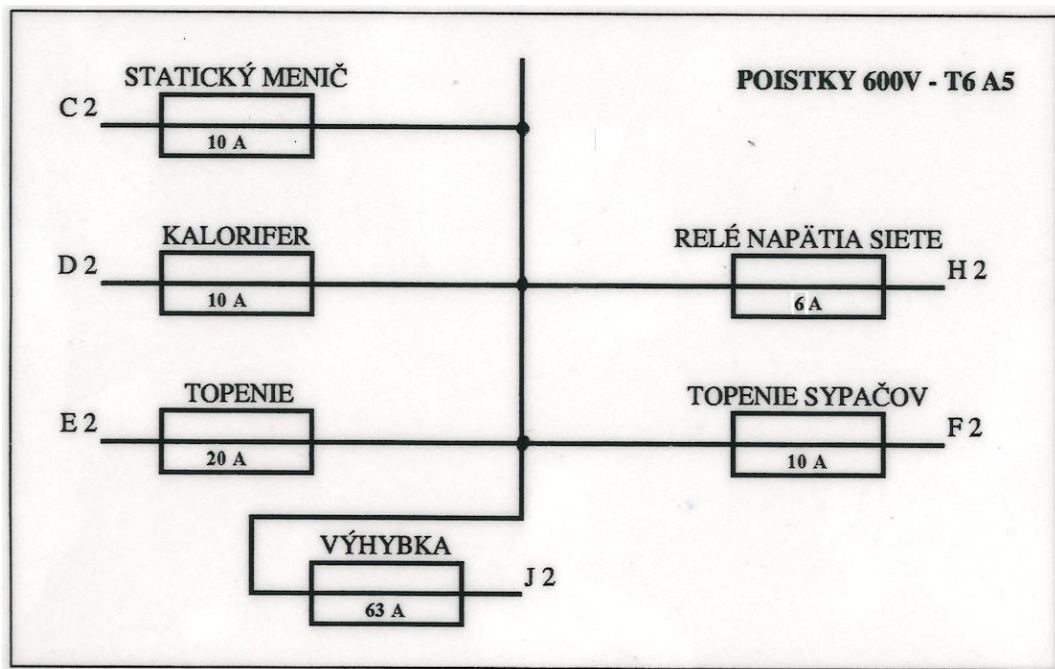 STATICKÝ MENIČ
POISTKY 600V - T6 A5
C 2
10 A
KALORIFER
RELÉ NAPÄTIA SIETE
D 2
10 A
H 2
6 A
TOPENIE
TOPENIE SYPAČOV
E 2
20 A
F 2
10 A
VÝHYBKA
J 2
63 A